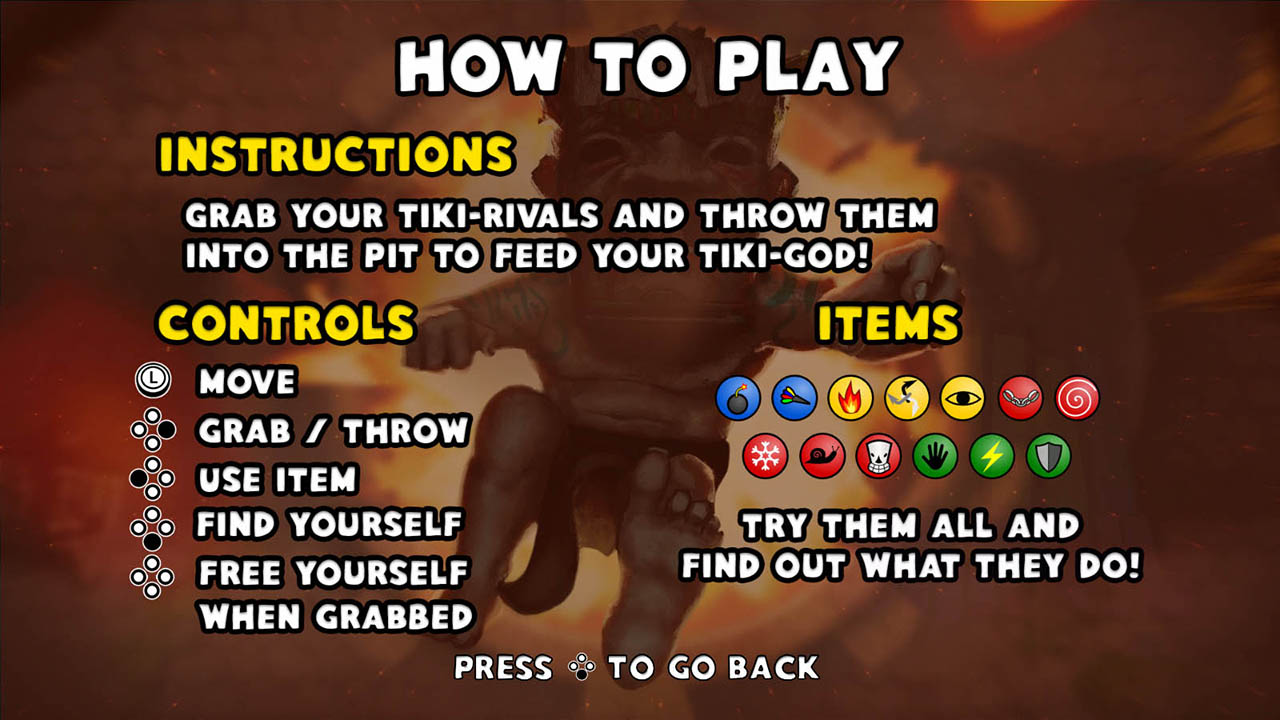 HOW TO PLAY
INSTRUCTIONS
GRAB YOUR TIKI-RIVALS AND THROW THEM
INTO THE PIT TO FEED YOUR TIKI-GOD!
CONTROLS
L MOVE
GRAB / THROW
USE ITEM
FIND YOURSELF
FREE YOURSELF
WHEN GRABBED
ITEMS
TRY THEM ALL AND
FIND OUT WHAT THEY DO!
PRESS TO GO BACK